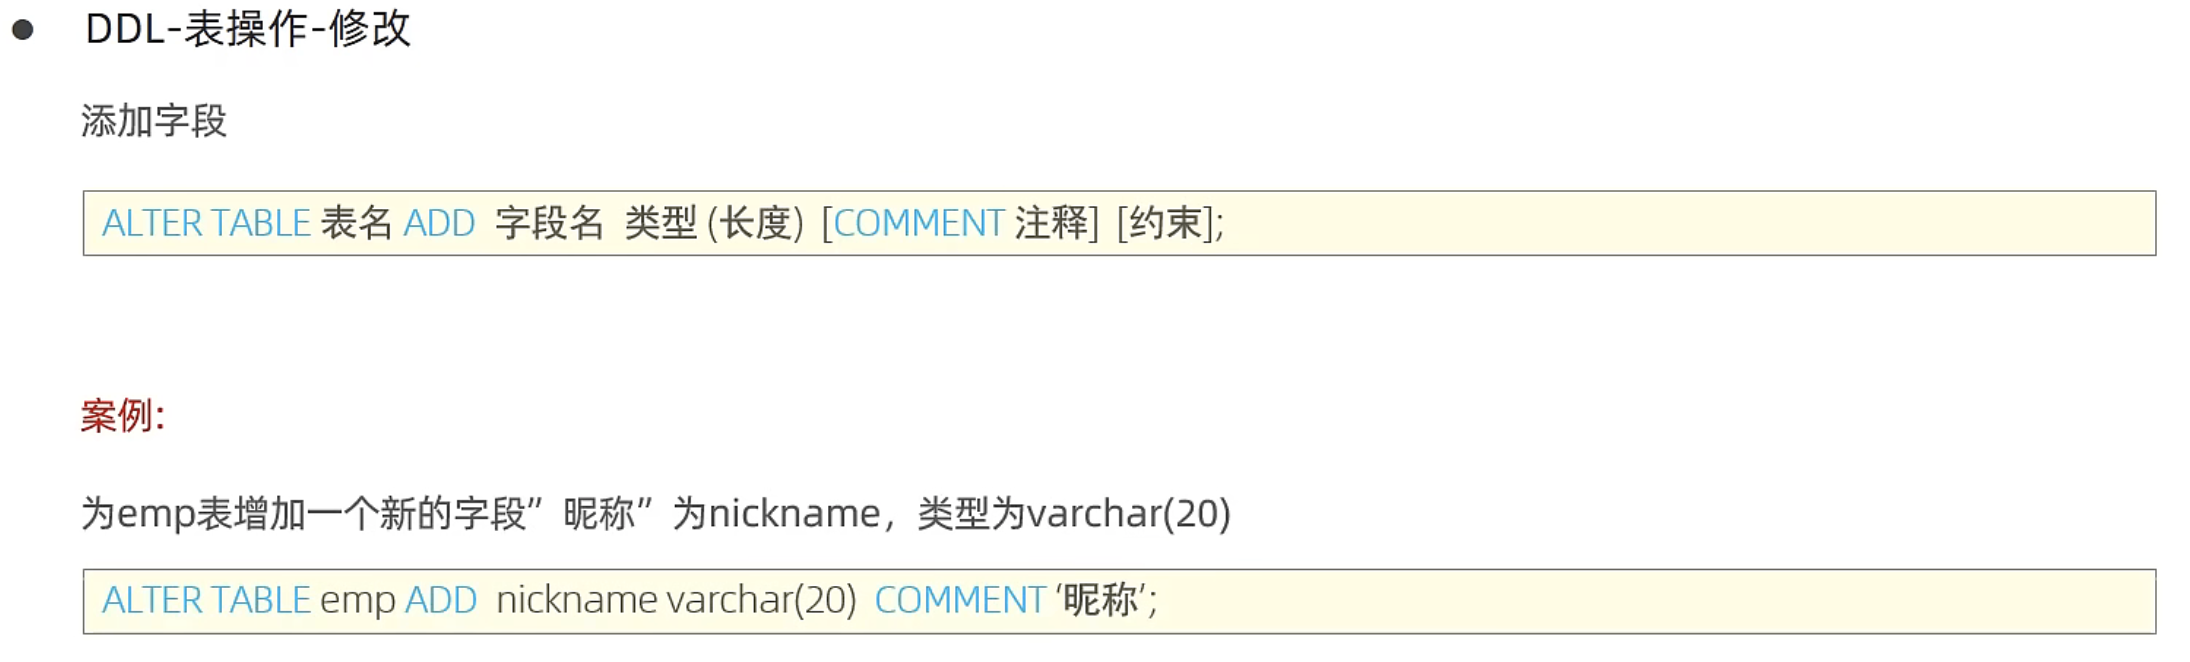 ● DDL-表操作-修改
添加字段
ALTER TABLE 表名 ADD 字段名 类型 (长度) [COMMENT 注释] [约束];
案例:
为emp表增加一个新的字段”昵称”为nickname，类型为varchar(20)
ALTER TABLE emp ADD nickname varchar(20) COMMENT ‘昵称’;